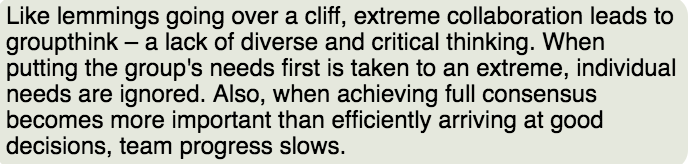 Like lemmings going over a cliff, extreme collaboration leads to
groupthink – a lack of diverse and critical thinking. When
putting the group's needs first is taken to an extreme, individual
needs are ignored. Also, when achieving full consensus
becomes more important than efficiently arriving at good
decisions, team progress slows.